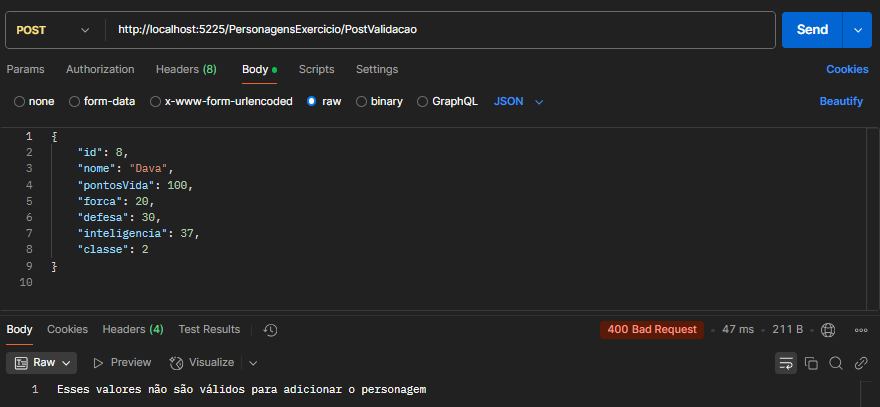 POST http://localhost:5225/PersonagensExercicio/PostValidacao Send
Params Authorization Headers (8) Body Scripts Settings Cookies
none form-data x-www-form-urlencoded raw binary GraphQL JSON Beautify
1 {
2 "id": 8,
3 "nome": "Dava",
4 "pontosVida": 100,
5 "forca": 20,
6 "defesa": 30,
7 "inteligencia": 37,
8 "classe": 2
9 }
10
Body Cookies Headers (4) Test Results 400 Bad Request 47 ms 211 B
Raw Preview Visualize
1 Esses valores não são válidos para adicionar o personagem